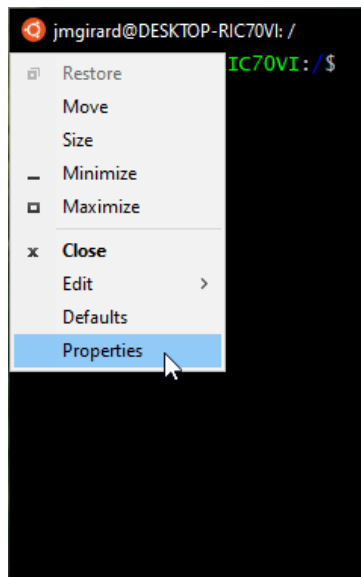 jmgirard@DESKTOP-RIC70VI: /
IC70VI:/$
Restore
Move
Size
Minimize
Maximize
Close
Edit
Defaults
Properties